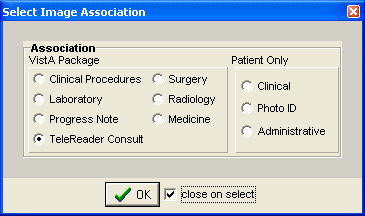 Select Image Association
Association
VistA Package
Patient Only
Clinical Procedures
Surgery
Clinical
Laboratory
Radiology
Photo ID
Progress Note
Medicine
Administrative
TeleReader Consult
OK
close on select